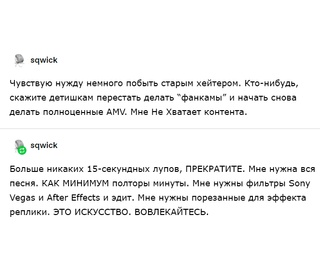 sqwick
Чувствую нужду немного побыть старым хейтером. Кто-нибудь,
скажите детишкам перестать делать “фанкамы” и начать снова
делать полноценные AMV. Мне Не Хватает контента.
sqwick
Больше никаких 15-секундных лупов, ПРЕКРАТИТЕ. Мне нужна вся
песня. КАК МИНИМУМ полторы минуты. Мне нужны фильтры Sony
Vegas и After Effects и эдит. Мне нужны порезанные для эффекта
реплики. ЭТО ИСКУССТВО. ВОВЛЕКАЙТЕСЬ.